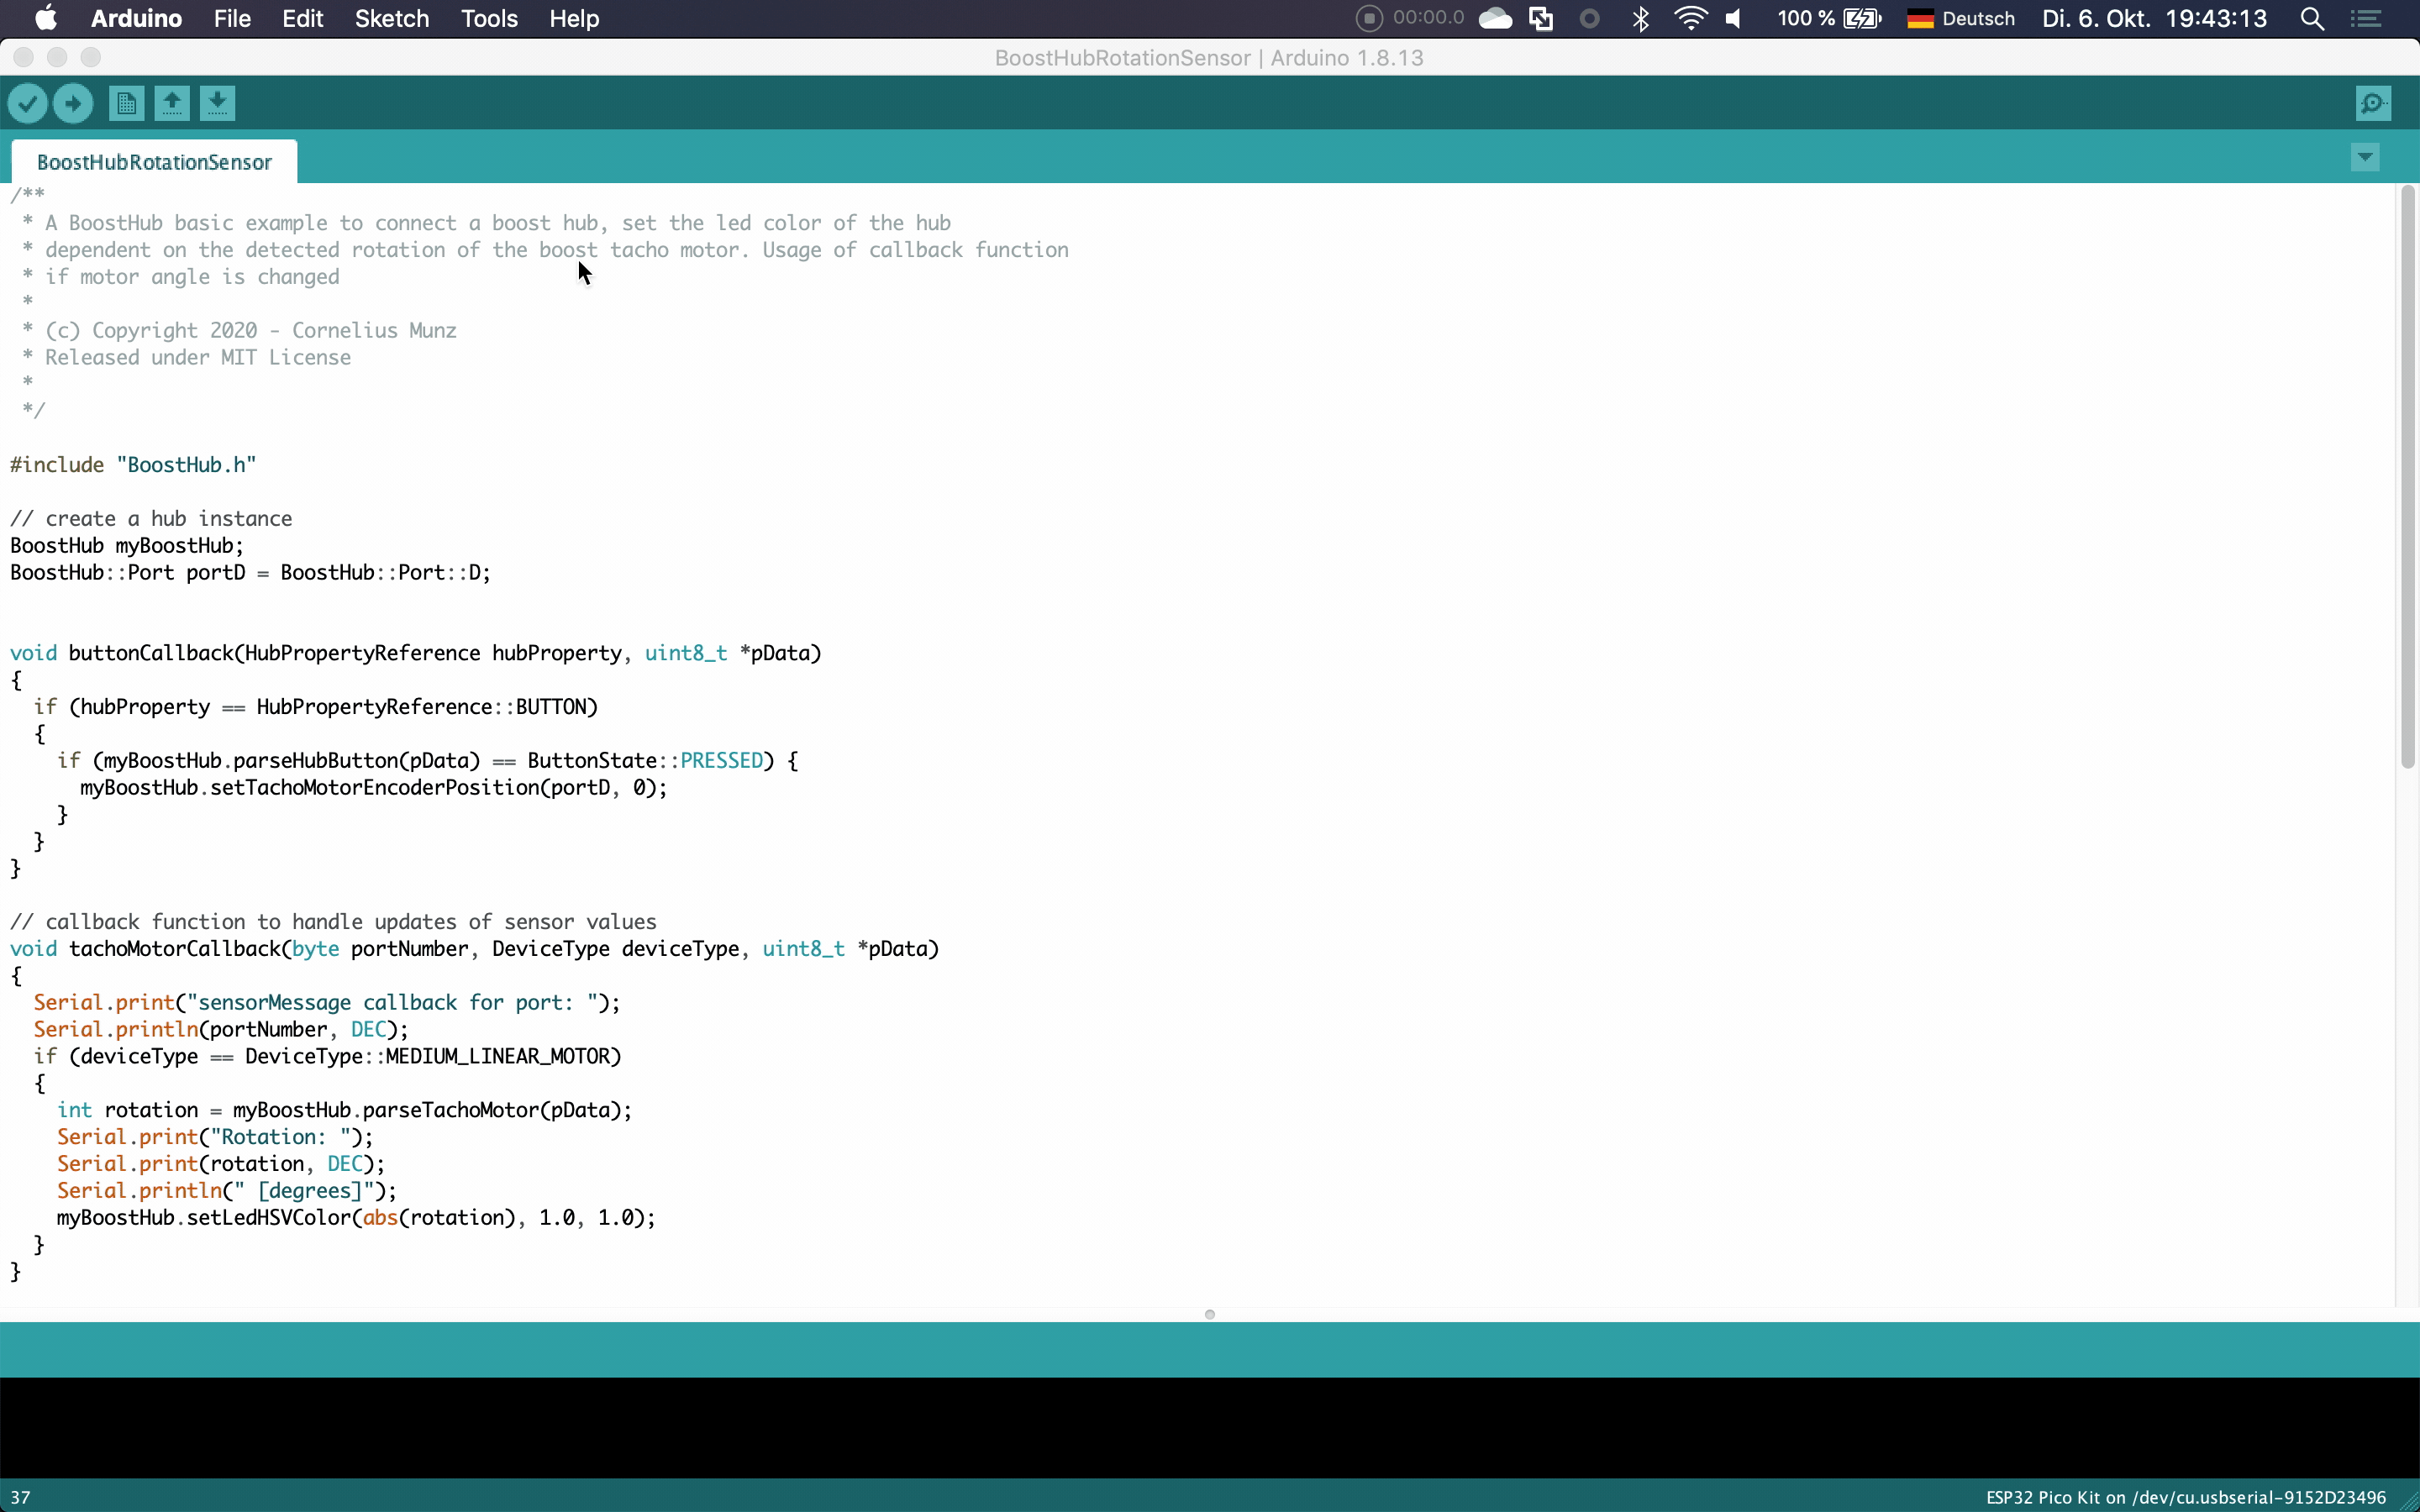 Arduino File Edit Sketch Tools Help 00:00.0 100 % Deutsch Di. 6. Okt. 19:43:13
BoostHubRotationSensor | Arduino 1.8.13
BoostHubRotationSensor
/**
 * A BoostHub basic example to connect a boost hub, set the led color of the hub
 * dependent on the detected rotation of the boost tacho motor. Usage of callback function
 * if motor angle is changed
 *
 * (c) Copyright 2020 - Cornelius Munz
 * Released under MIT License
 *
 */
#include "BoostHub.h"
// create a hub instance
BoostHub myBoostHub;
BoostHub::Port portD = BoostHub::Port::D;
void buttonCallback(HubPropertyReference hubProperty, uint8_t *pData)
{
  if (hubProperty == HubPropertyReference::BUTTON)
  {
    if (myBoostHub.parseHubButton(pData) == ButtonState::PRESSED) {
      myBoostHub.setTachoMotorEncoderPosition(portD, 0);
    }
  }
}
// callback function to handle updates of sensor values
void tachoMotorCallback(byte portNumber, DeviceType deviceType, uint8_t *pData)
{
  Serial.print("sensorMessage callback for port: ");
  Serial.println(portNumber, DEC);
  if (deviceType == DeviceType::MEDIUM_LINEAR_MOTOR)
  {
    int rotation = myBoostHub.parseTachoMotor(pData);
    Serial.print("Rotation: ");
    Serial.print(rotation, DEC);
    Serial.println(" [degrees]");
    myBoostHub.setLedHSVColor(abs(rotation), 1.0, 1.0);
  }
}
37 ESP32 Pico Kit on /dev/cu.usbserial-9152D23496